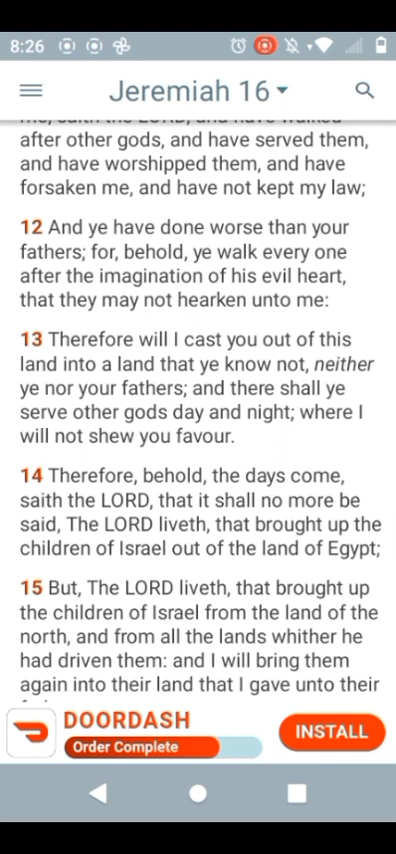 8:26
Jeremiah 16
me, saith the LORD, and have walked
after other gods, and have served them,
and have worshipped them, and have
forsaken me, and have not kept my law;
12 And ye have done worse than your
fathers; for, behold, ye walk every one
after the imagination of his evil heart,
that they may not hearken unto me:
13 Therefore will I cast you out of this
land into a land that ye know not, neither
ye nor your fathers; and there shall ye
serve other gods day and night; where I
will not shew you favour.
14 Therefore, behold, the days come,
saith the LORD, that it shall no more be
said, The LORD liveth, that brought up the
children of Israel out of the land of Egypt;
15 But, The LORD liveth, that brought up
the children of Israel from the land of the
north, and from all the lands whither he
had driven them: and I will bring them
again into their land that I gave unto their
DOORDASH
Order Complete
INSTALL